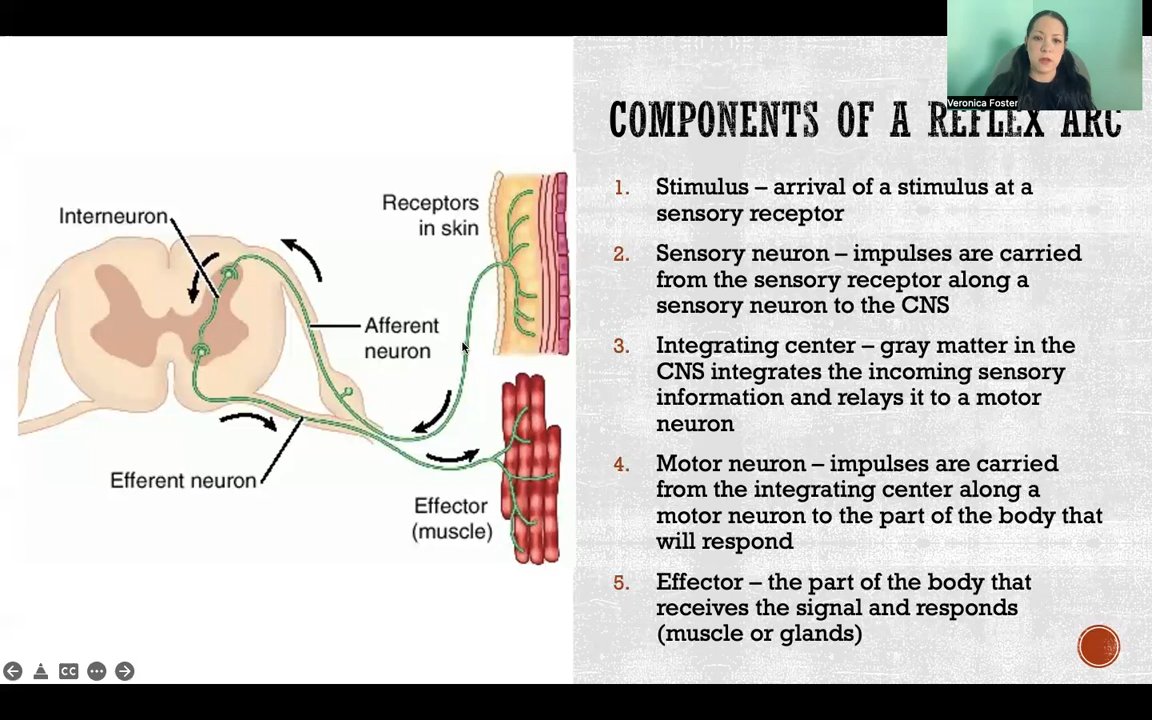 Veronica Foster
COMPONENTS OF A REFLEX ARC
Interneuron
Receptors
in skin
Afferent
neuron
Efferent neuron
Effector
(muscle)
1. Stimulus – arrival of a stimulus at a
sensory receptor
2. Sensory neuron – impulses are carried
from the sensory receptor along a
sensory neuron to the CNS
3. Integrating center – gray matter in the
CNS integrates the incoming sensory
information and relays it to a motor
neuron
4. Motor neuron – impulses are carried
from the integrating center along a
motor neuron to the part of the body that
will respond
5. Effector – the part of the body that
receives the signal and responds
(muscle or glands)
CC